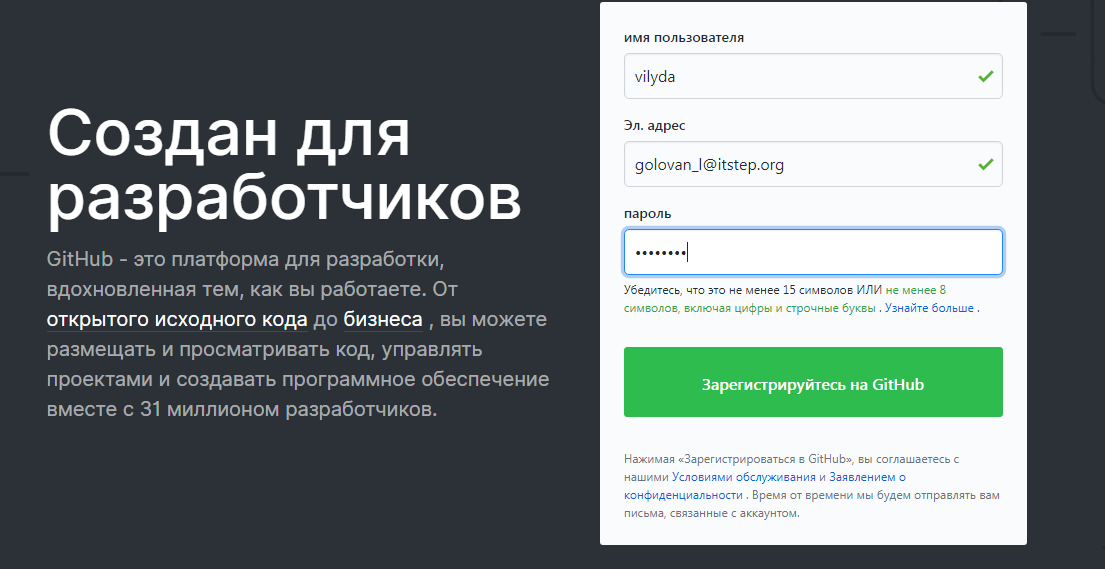 Создан для
разработчиков
GitHub - это платформа для разработки,
вдохновленная тем, как вы работаете. От
открытого исходного кода до бизнеса , вы можете
размещать и просматривать код, управлять
проектами и создавать программное обеспечение
вместе с 31 миллионом разработчиков.
имя пользователя
vilyda
Эл. адрес
golovan_l@itstep.org
пароль
••••••••
Убедитесь, что это не менее 15 символов ИЛИ не менее 8
символов, включая цифры и строчные буквы . Узнайте больше .
Зарегистрируйтесь на GitHub
Нажимая «Зарегистрироваться в GitHub», вы соглашаетесь с
нашими Условиями обслуживания и Заявлением о
конфиденциальности . Время от времени мы будем отправлять вам
письма, связанные с аккаунтом.